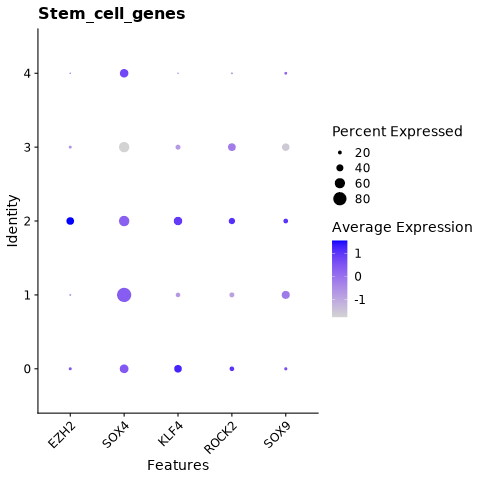 Stem_cell_genes
Identity
4
3
2
1
0
EZH2
SOX4
KLF4
ROCK2
SOX9
Features
Percent Expressed
20
40
60
80
Average Expression
1
0
-1